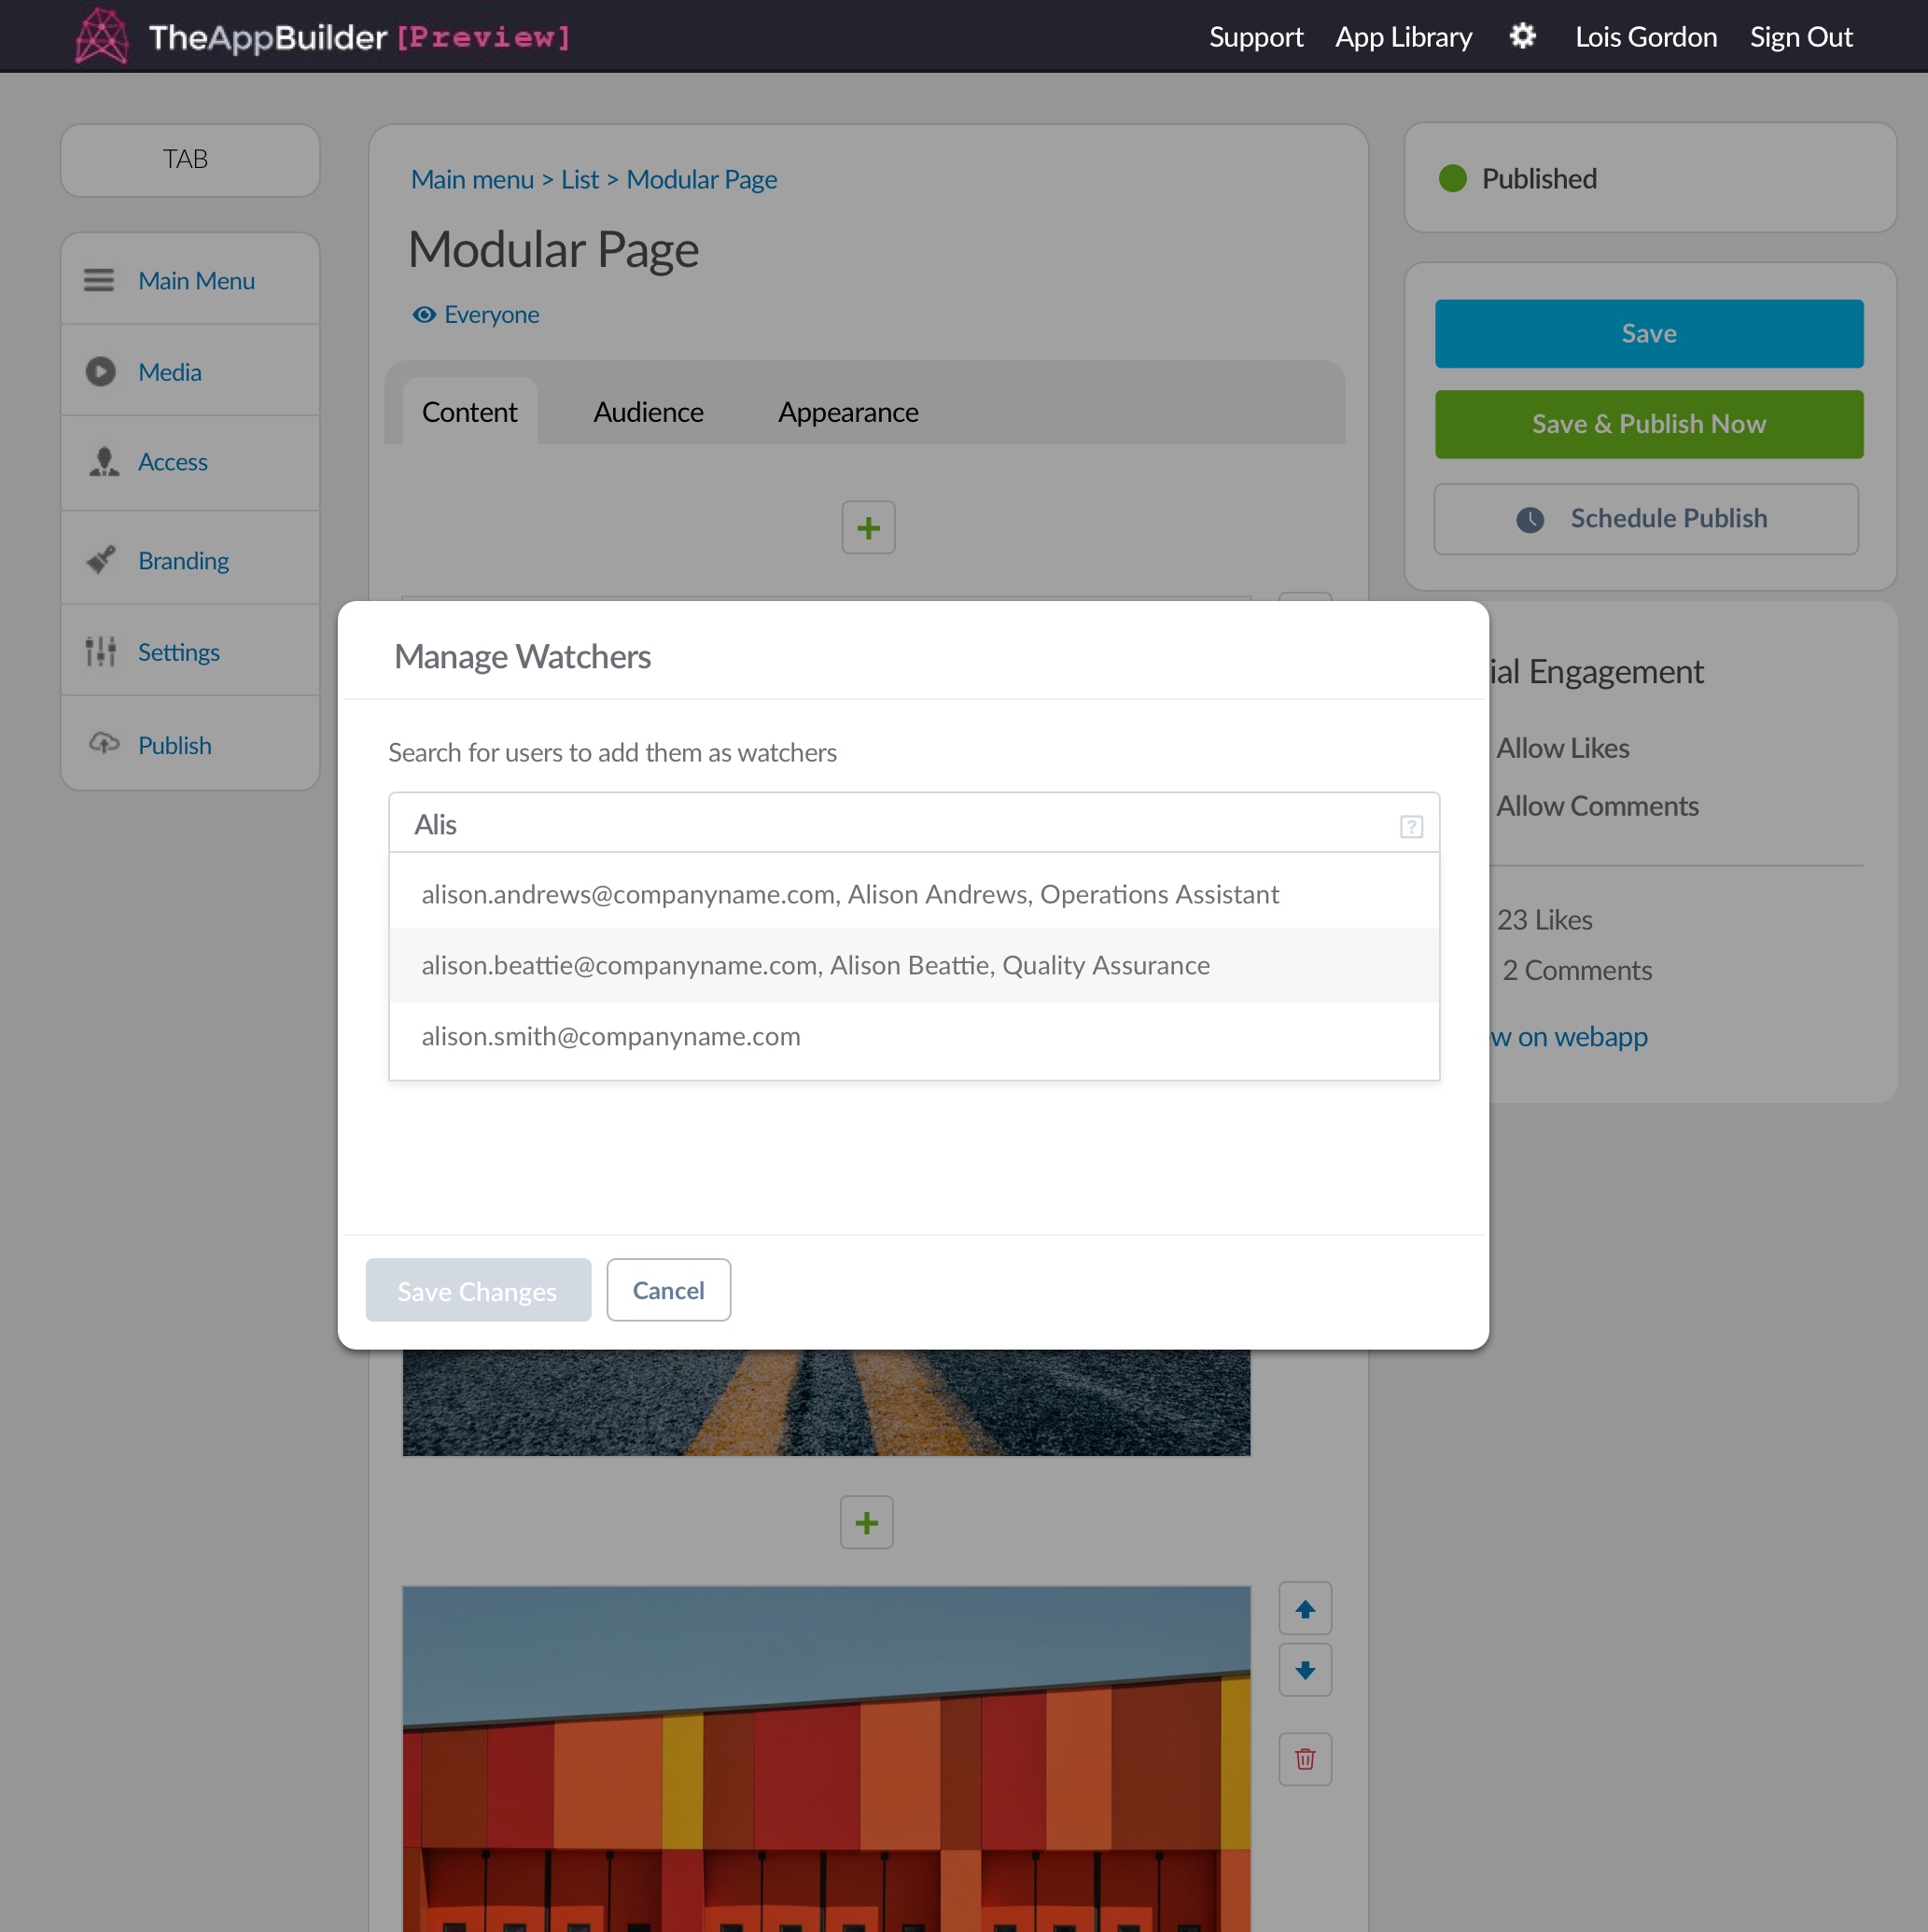 TheAppBuilder [Preview]
Support
App Library
Lois Gordon
Sign Out
TAB
Main Menu
Media
Access
Branding
Settings
Publish
Main menu > List > Modular Page
Modular Page
Everyone
Content
Audience
Appearance
Published
Save
Save & Publish Now
Schedule Publish
Manage Watchers
Search for users to add them as watchers
Alis
?
alison.andrews@companyname.com, Alison Andrews, Operations Assistant
alison.beattie@companyname.com, Alison Beattie, Quality Assurance
alison.smith@companyname.com
Save Changes
Cancel
ial Engagement
Allow Likes
Allow Comments
23 Likes
2 Comments
w on webapp